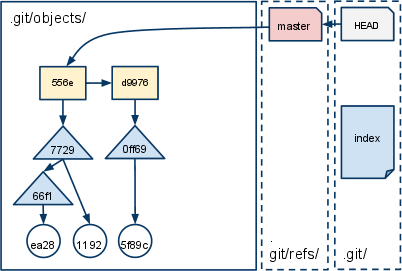 .git/objects/
master
HEAD
556e
d9976
7729
0ff69
index
66f1
ea28
1192
5f89c
.
git/refs/
.git/